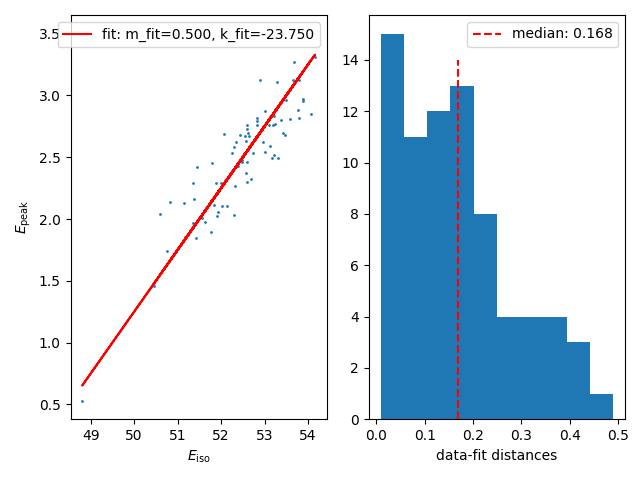 fit: m_fit=0.500, k_fit=-23.750
3.5
3.0
2.5
2.0
1.5
1.0
0.5
E_peak
49 50 51 52 53 54
E_iso
median: 0.168
14
12
10
8
6
4
2
0
0.0 0.1 0.2 0.3 0.4 0.5
data-fit distances